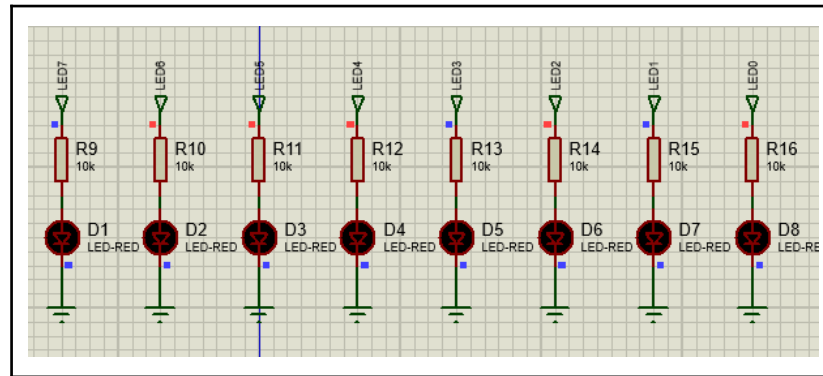 LED7
LED6
LED5
LED4
LED3
LED2
LED1
LED0
R9
10k
R10
10k
R11
10k
R12
10k
R13
10k
R14
10k
R15
10k
R16
10k
D1
LED-RED
D2
LED-RED
D3
LED-RED
D4
LED-RED
D5
LED-RED
D6
LED-RED
D7
LED-RED
D8
LED-RE